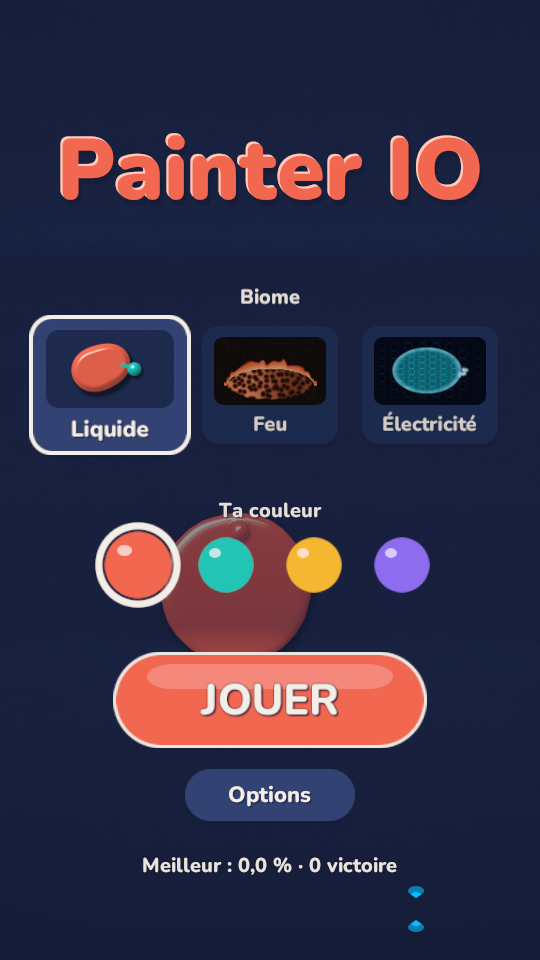 Painter IO
Biome
Liquide
Feu
Électricité
Ta couleur
JOUER
Options
Meilleur : 0,0 % · 0 victoire